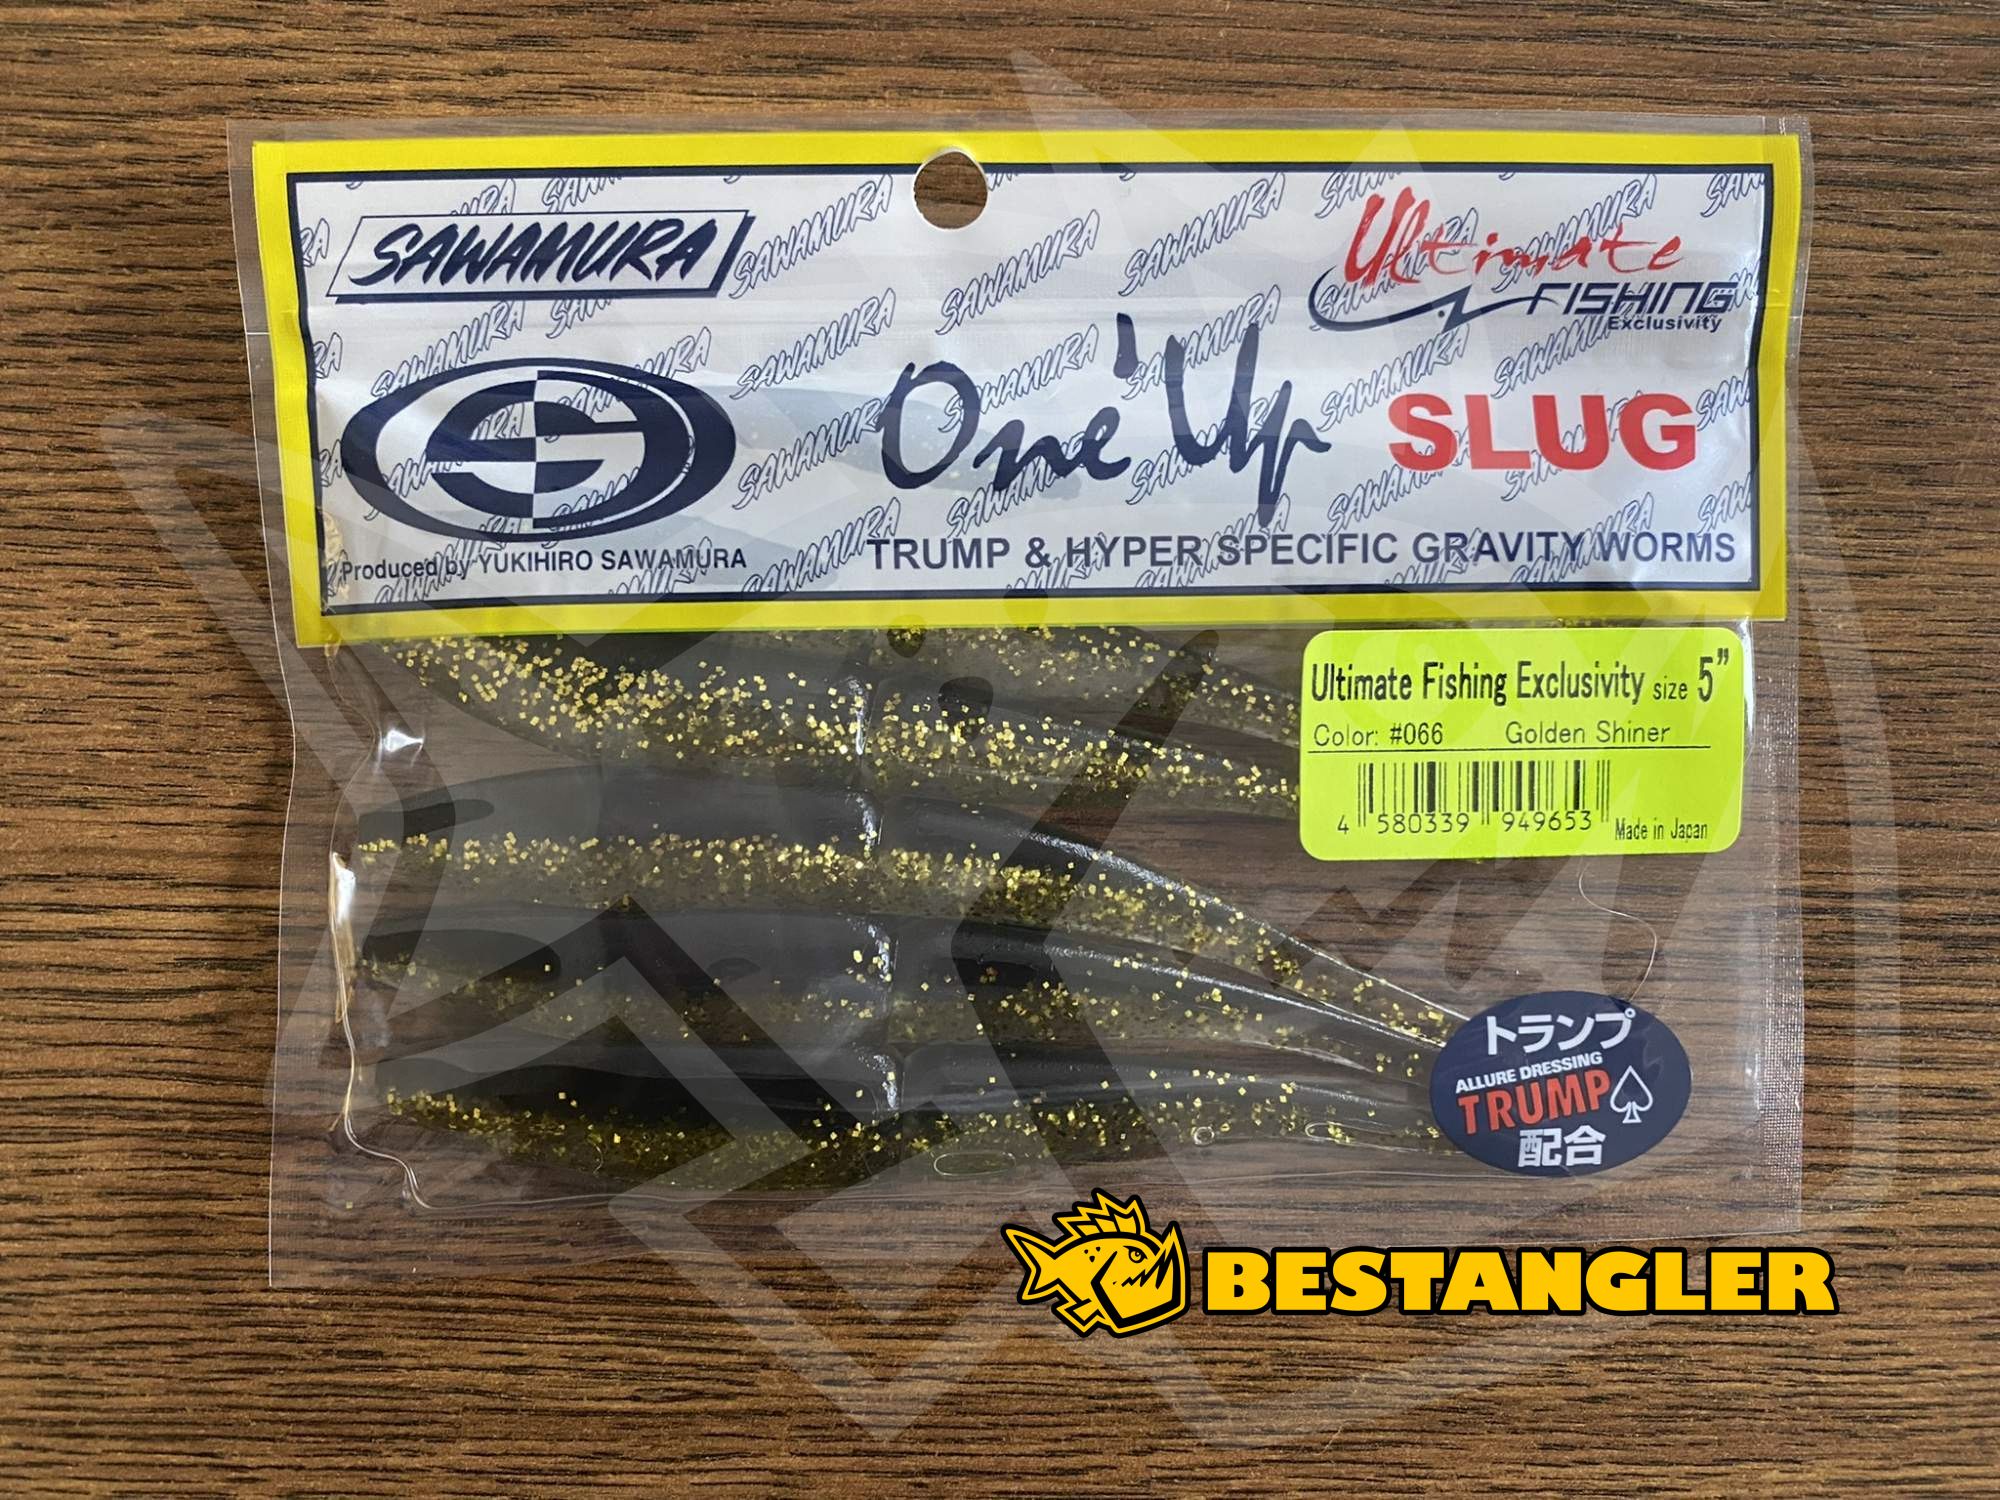 SAWAMURA
Ultimate
FISHING
Exclusivity
One'Up SLUG
Produced by YUKIHIRO SAWAMURA
TRUMP & HYPER SPECIFIC GRAVITY WORMS
Ultimate Fishing Exclusivity size 5”
Color: #066 Golden Shiner
4 580339 949653
Made in Japan
トランプ
ALLURE DRESSING
TRUMP
配合
BESTANGLER